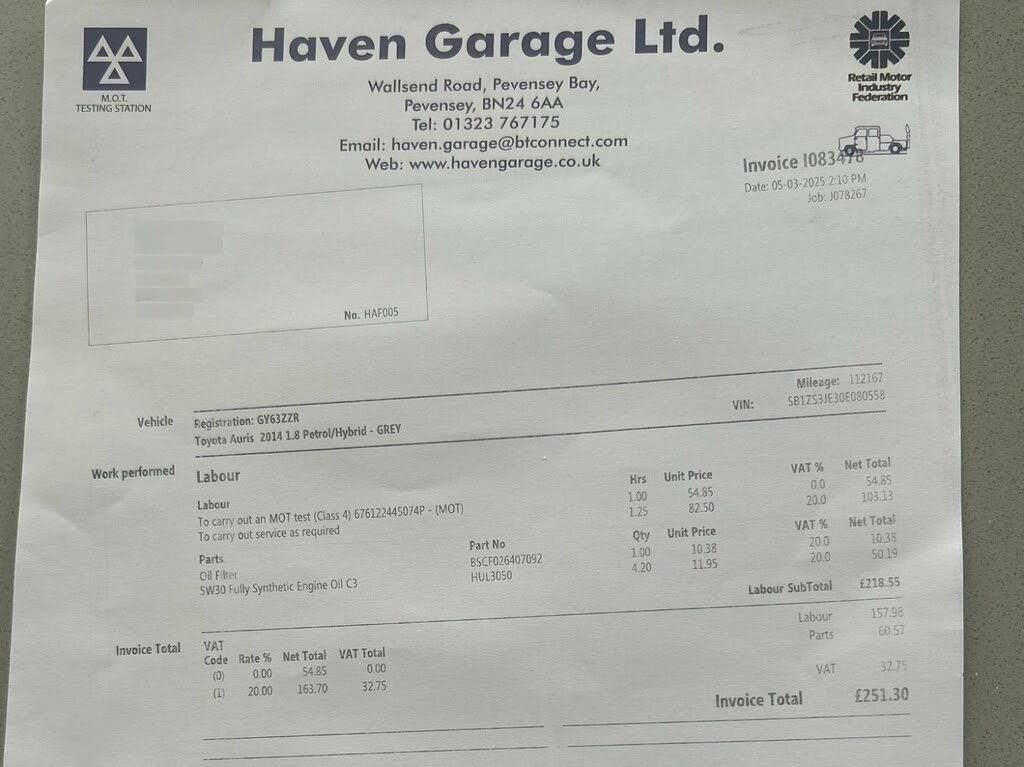 M.O.T.
TESTING STATION
Haven Garage Ltd.
Wallsend Road, Pevensey Bay,
Pevensey, BN24 6AA
Tel: 01323 767175
Email: haven.garage@btconnect.com
Web: www.havengarage.co.uk
Retail Motor
Industry
Federation
Invoice I083478
Date: 05-03-2025 2:10 PM
Job: J078267
No. HAF005
Vehicle
Registration: GY63ZZR
Toyota Auris 2014 1.8 Petrol/Hybrid - GREY
Mileage: 112167
VIN: SB1ZS3JE30E080558
Work performed
Labour
Labour Hrs Unit Price VAT % Net Total
To carry out an MOT test (Class 4) 676122445074P - (MOT) 1.00 54.85 0.0 54.85
To carry out service as required 1.25 82.50 20.0 103.13
Parts Part No Qty Unit Price VAT % Net Total
Oil Filter BSCF026407092 1.00 10.38 20.0 10.38
5W30 Fully Synthetic Engine Oil C3 HUL3050 4.20 11.95 20.0 50.19
Labour SubTotal £218.55
Invoice Total
VAT
Code Rate % Net Total VAT Total
(0) 0.00 54.85 0.00
(1) 20.00 163.70 32.75
Labour 157.98
Parts 60.57
VAT 32.75
Invoice Total £251.30